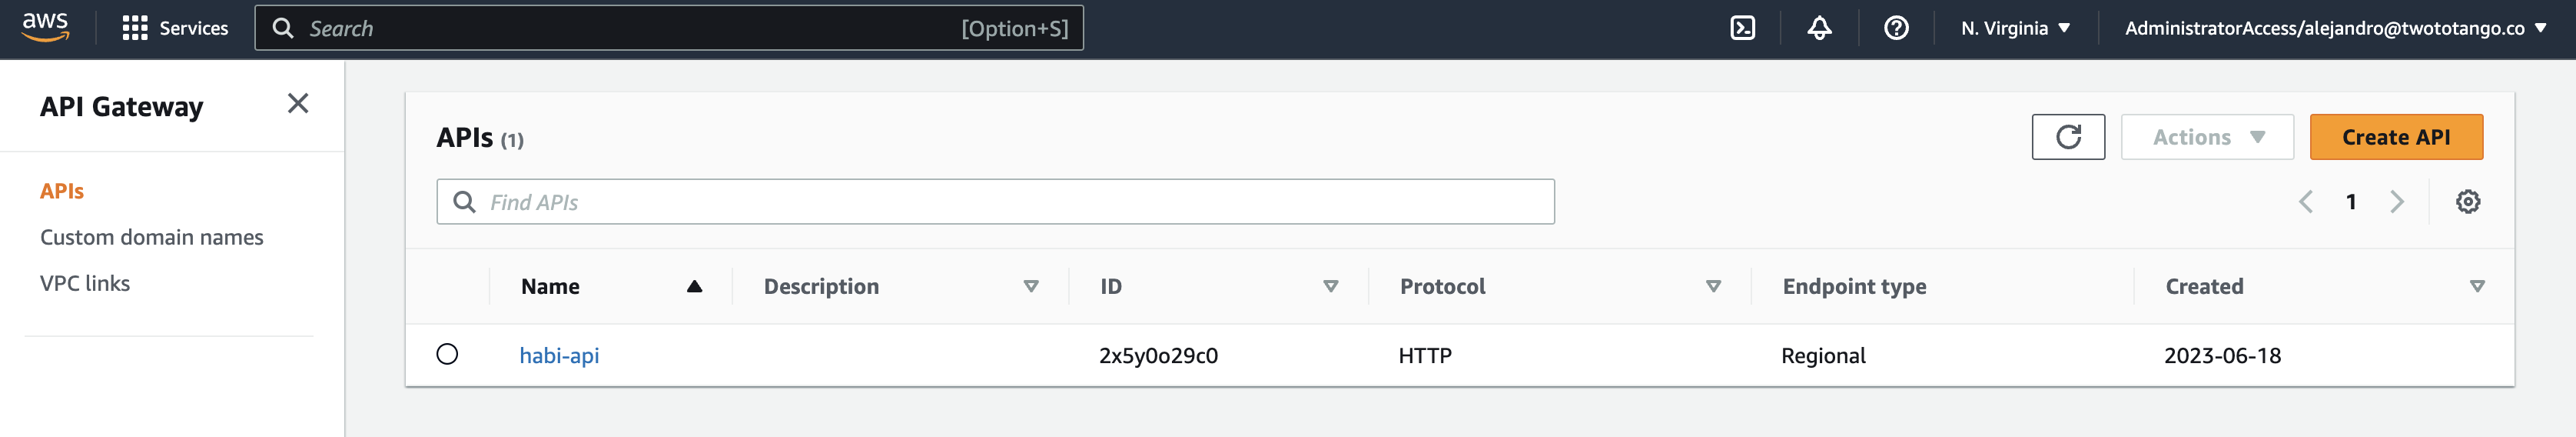 aws Services Search [Option+S] N. Virginia AdministratorAccess/alejandro@twototango.co
API Gateway
APIs
Custom domain names
VPC links
APIs (1)
Actions Create API
Find APIs
1
Name Description ID Protocol Endpoint type Created
habi-api 2x5y0o29c0 HTTP Regional 2023-06-18